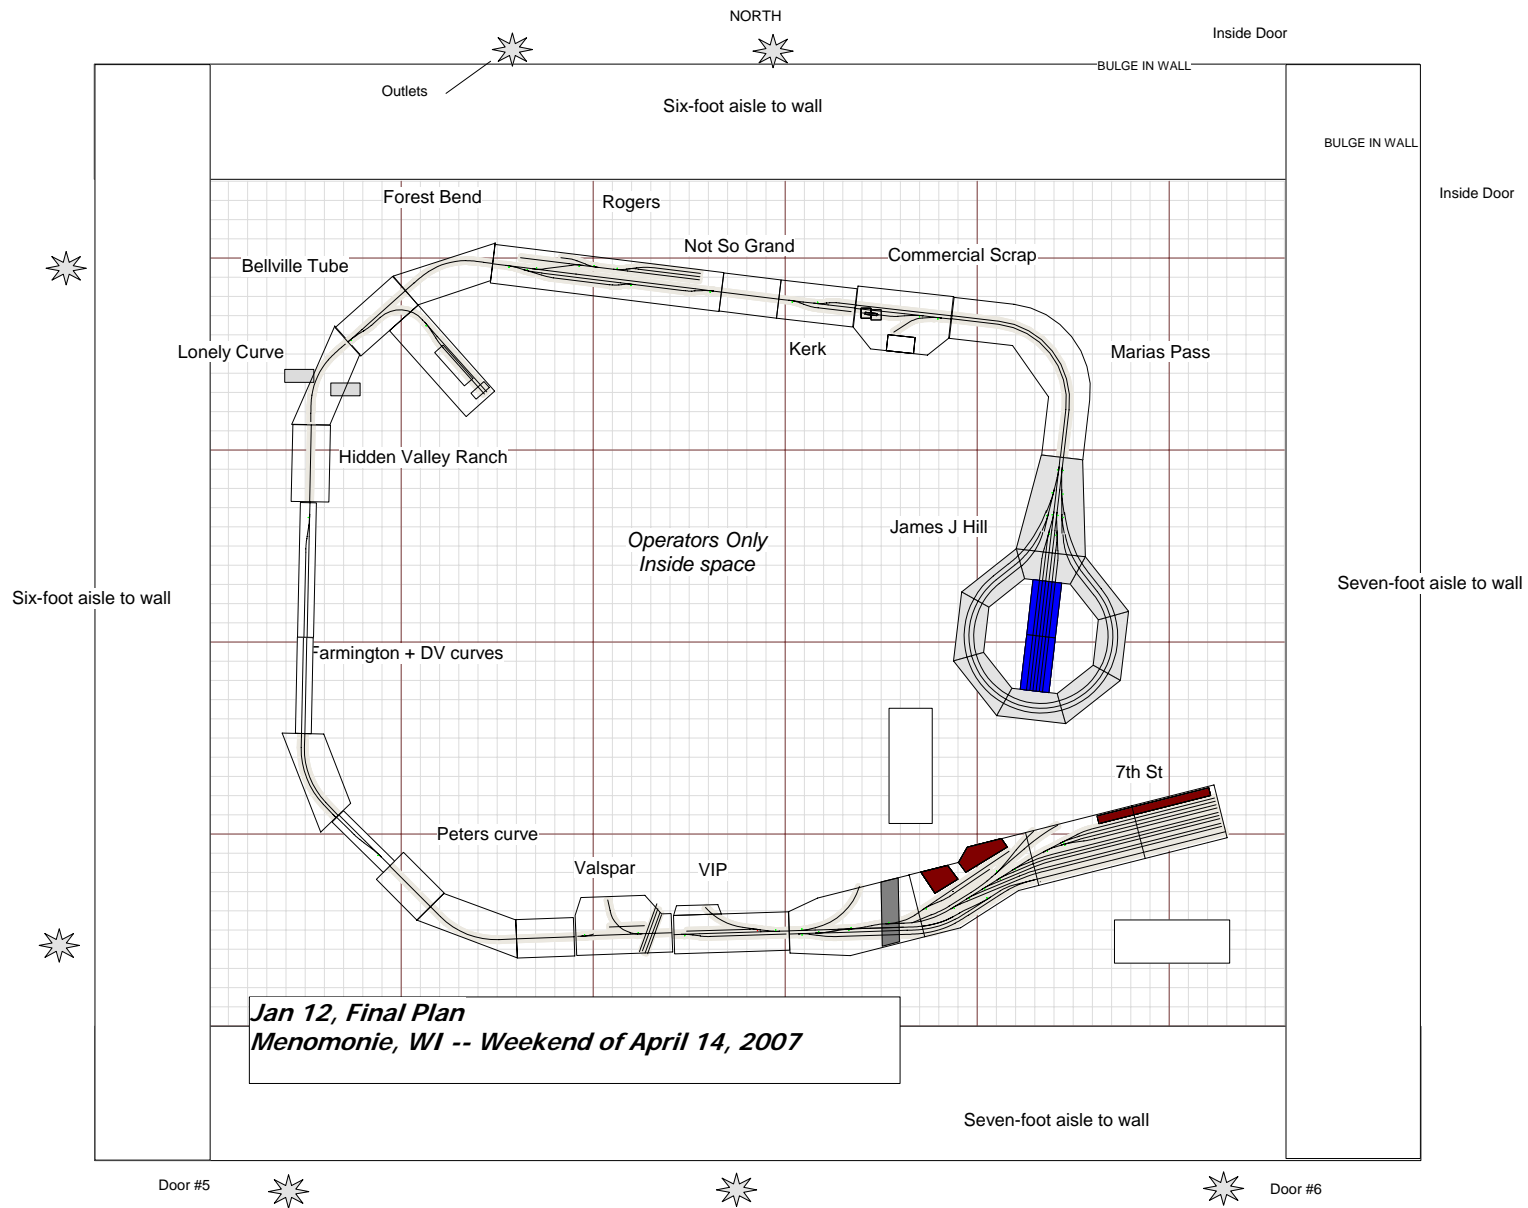 NORTH
Inside Door
BULGE IN WALL
Outlets
Six-foot aisle to wall
BULGE IN WALL
Inside Door
Forest Bend
Rogers
Not So Grand
Commercial Scrap
Bellville Tube
Lonely Curve
Kerk
Marias Pass
Hidden Valley Ranch
James J Hill
Operators Only
Inside space
Six-foot aisle to wall
Seven-foot aisle to wall
Farmington + DV curves
7th St
Peters curve
Valspar
VIP
Jan 12, Final Plan
Menomonie, WI -- Weekend of April 14, 2007
Seven-foot aisle to wall
Door #5
Door #6